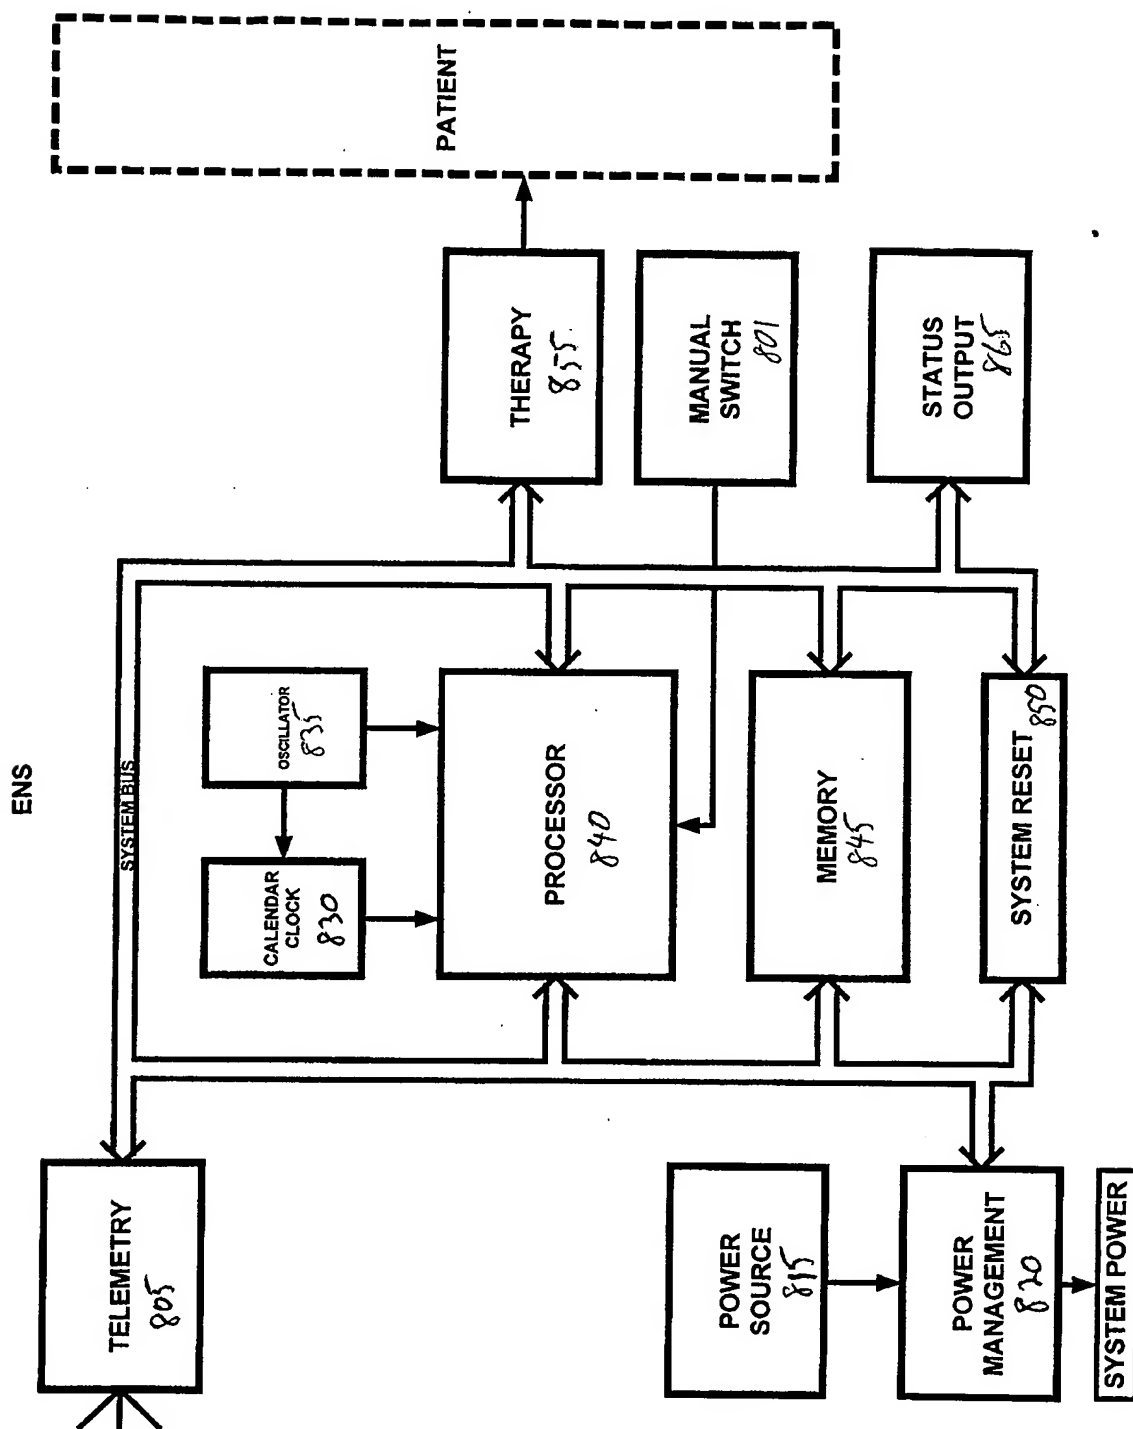 ENS
TELEMETRY
805
SYSTEM BUS
CALENDAR
CLOCK
830
OSCILLATOR
835
PATIENT
THERAPY
855
PROCESSOR
840
MANUAL
SWITCH
801
POWER
SOURCE
815
MEMORY
845
STATUS
OUTPUT
865
POWER
MANAGEMENT
820
SYSTEM RESET
850
SYSTEM POWER